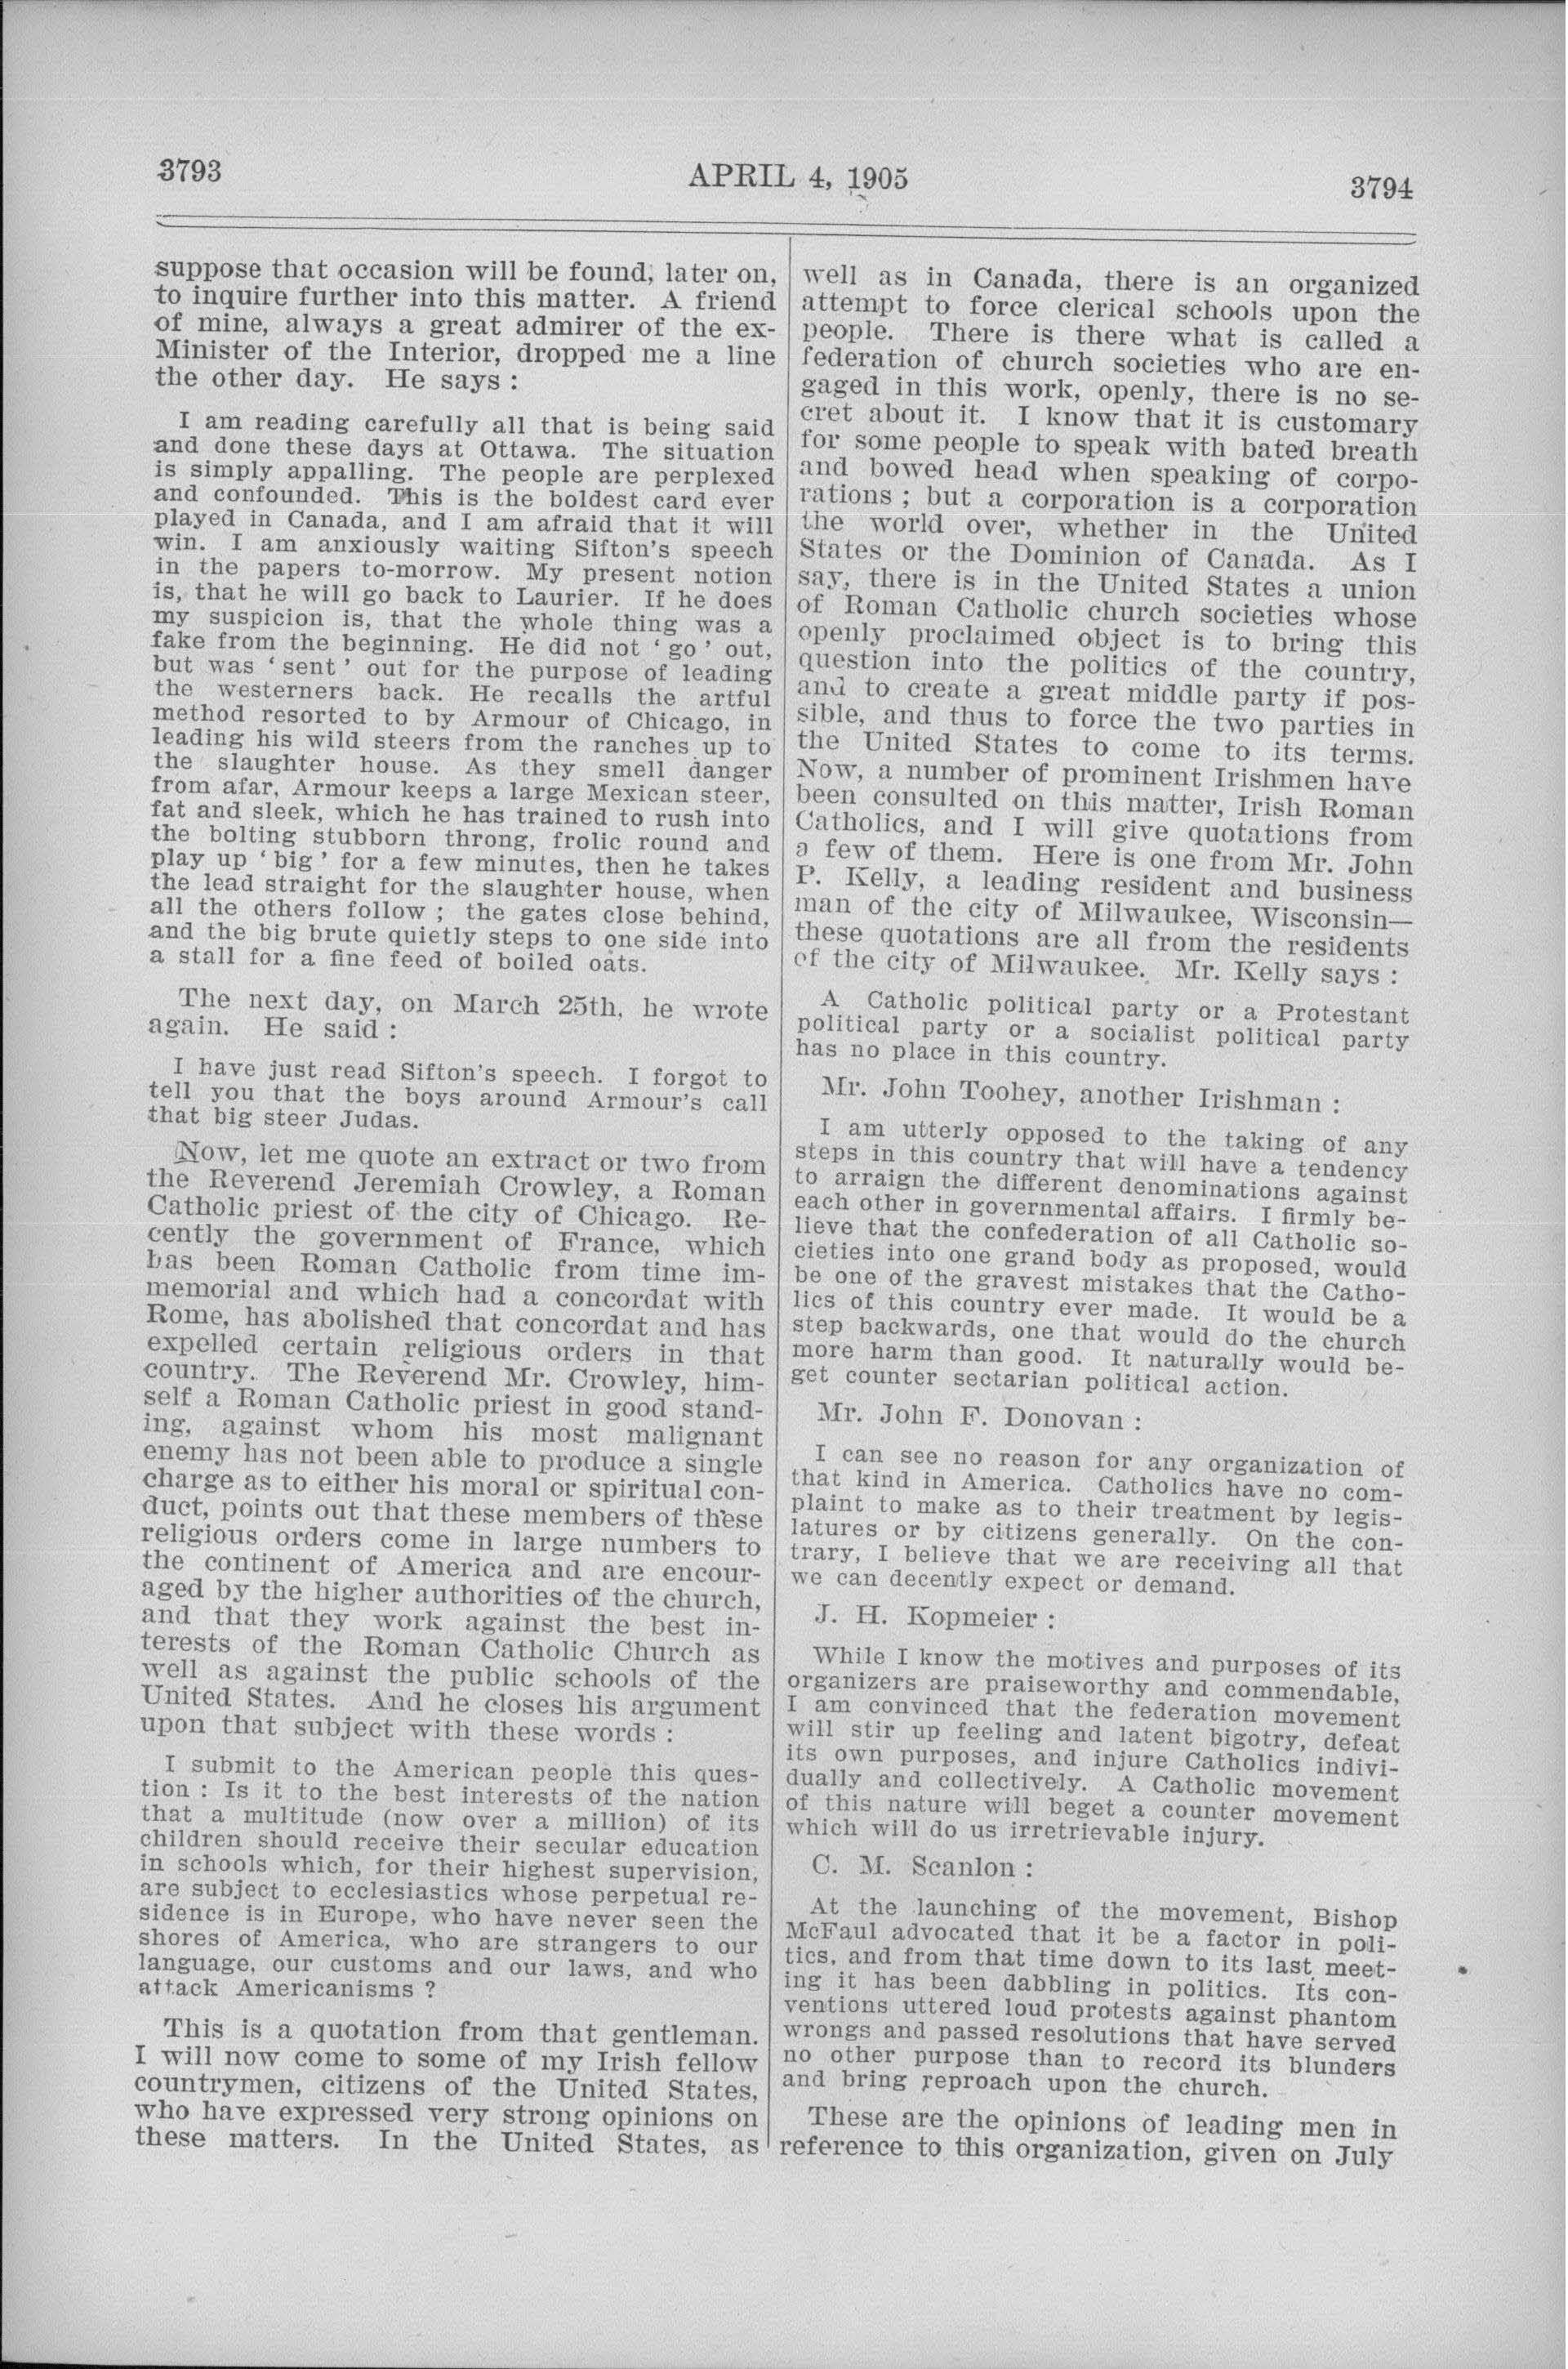 3793
APRIL 4, 1905
3794
suppose that occasion will be found, later on,
to inquire further into this matter. A friend
of mine, always a great admirer of the ex-
Minister of the Interior, dropped me a line
the other day. He says :
I am reading carefully all that is being said
and done these days at Ottawa. The situation
is simply appalling. The people are perplexed
and confounded. This is the boldest card ever
played in Canada, and I am afraid that it will
win. I am anxiously waiting Sifton's speech
in the papers to-morrow. My present notion
is, that he will go back to Laurier. If he does
my suspicion is, that the whole thing was a
fake from the beginning. He did not ‘ go ’ out,
but was ‘ sent ’ out for the purpose of leading
the westerners back. He recalls the artful
method resorted to by Armour of Chicago, in
leading his wild steers from the ranches up to
the slaughter house. As they smell danger
from afar, Armour keeps a large Mexican steer,
fat and sleek, which he has trained to rush into
the bolting stubborn throng, frolic round and
play up ‘ big ’ for a few minutes, then he takes
the lead straight for the slaughter house, when
all the others follow ; the gates close behind,
and the big brute quietly steps to one side into
a stall for a fine feed of boiled oats.
The next day, on March 25th, he wrote
again. He said :
I have just read Sifton's speech. I forgot to
tell you that the boys around Armour's call
that big steer Judas.
Now, let me quote an extract or two from
the Reverend Jeremiah Crowley, a Roman
Catholic priest of the city of Chicago. Re-
cently the government of France, which
has been Roman Catholic from time im-
memorial and which had a concordat with
Rome, has abolished that concordat and has
expelled certain religious orders in that
country. The Reverend Mr. Crowley, him-
self a Roman Catholic priest in good stand-
ing, against whom his most malignant
enemy has not been able to produce a single
charge as to either his moral or spiritual con-
duct, points out that these members of these
religious orders come in large numbers to
the continent of America and are encour-
aged by the higher authorities of the church,
and that they work against the best in-
terests of the Roman Catholic Church as
well as against the public schools of the
United States. And he closes his argument
upon that subject with these words :
I submit to the American people this ques-
tion : Is it to the best interests of the nation
that a multitude (now over a million) of its
children should receive their secular education
in schools which, for their highest supervision,
are subject to ecclesiastics whose perpetual re-
sidence is in Europe, who have never seen the
shores of America, who are strangers to our
language, our customs and our laws, and who
attack Americanisms ?
This is a quotation from that gentleman.
I will now come to some of my Irish fellow
countrymen, citizens of the United States,
who have expressed very strong opinions on
these matters. In the United States, as
well as in Canada, there is an organized
attempt to force clerical schools upon the
people. There is there what is called a
federation of church societies who are en-
gaged in this work, openly, there is no se-
cret about it. I know that it is customary
for some people to speak with bated breath
and bowed head when speaking of corpo-
rations ; but a corporation is a corporation
the world over, whether in the United
States or the Dominion of Canada. As I
say, there is in the United States a union
of Roman Catholic church societies whose
openly proclaimed object is to bring this
question into the politics of the country,
and to create a great middle party if pos-
sible, and thus to force the two parties in
the United States to come to its terms.
Now, a number of prominent Irishmen have
been consulted on this matter, Irish Roman
Catholics, and I will give quotations from
a few of them. Here is one from Mr. John
P. Kelly, a leading resident and business
man of the city of Milwaukee, Wisconsin—
these quotations are all from the residents
of the city of Milwaukee. Mr. Kelly says :
A Catholic political party or a Protestant
political party or a socialist political party
has no place in this country.
Mr. John Toohey, another Irishman :
I am utterly opposed to the taking of any
steps in this country that will have a tendency
to arraign the different denominations against
each other in governmental affairs. I firmly be-
lieve that the confederation of all Catholic so-
cieties into one grand body as proposed, would
be one of the gravest mistakes that the Catho-
lics of this country ever made. It would be a
step backwards, one that would do the church
more harm than good. It naturally would be-
get counter sectarian political action.
Mr. John F. Donovan :
I can see no reason for any organization of
that kind in America. Catholics have no com-
plaint to make as to their treatment by legis-
latures or by citizens generally. On the con-
trary, I believe that we are receiving all that
we can decently expect or demand.
J. H. Kopmeier :
While I know the motives and purposes of its
organizers are praiseworthy and commendable,
I am convinced that the federation movement
will stir up feeling and latent bigotry, defeat
its own purposes, and injure Catholics indivi-
dually and collectively. A Catholic movement
of this nature will beget a counter movement
which will do us irretrievable injury.
C. M. Scanlon :
At the launching of the movement, Bishop
McFaul advocated that it be a factor in poli-
tics, and from that time down to its last meet-
ing it has been dabbling in politics. Its con-
ventions uttered loud protests against phantom
wrongs and passed resolutions that have served
no other purpose than to record its blunders
and bring reproach upon the church.
These are the opinions of leading men in
reference to this organization, given on July